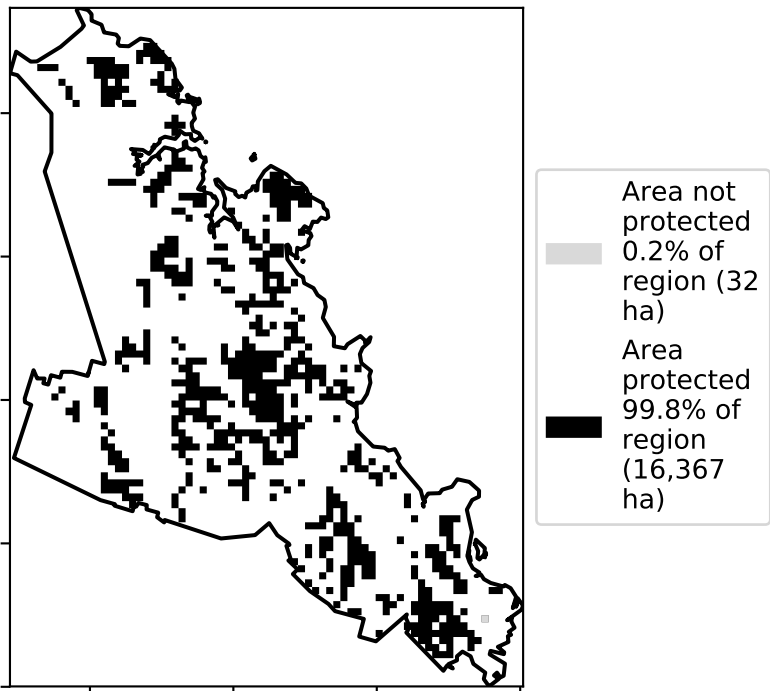 Area not
protected
0.2% of
region (32
ha)
Area
protected
99.8% of
region
(16,367
ha)